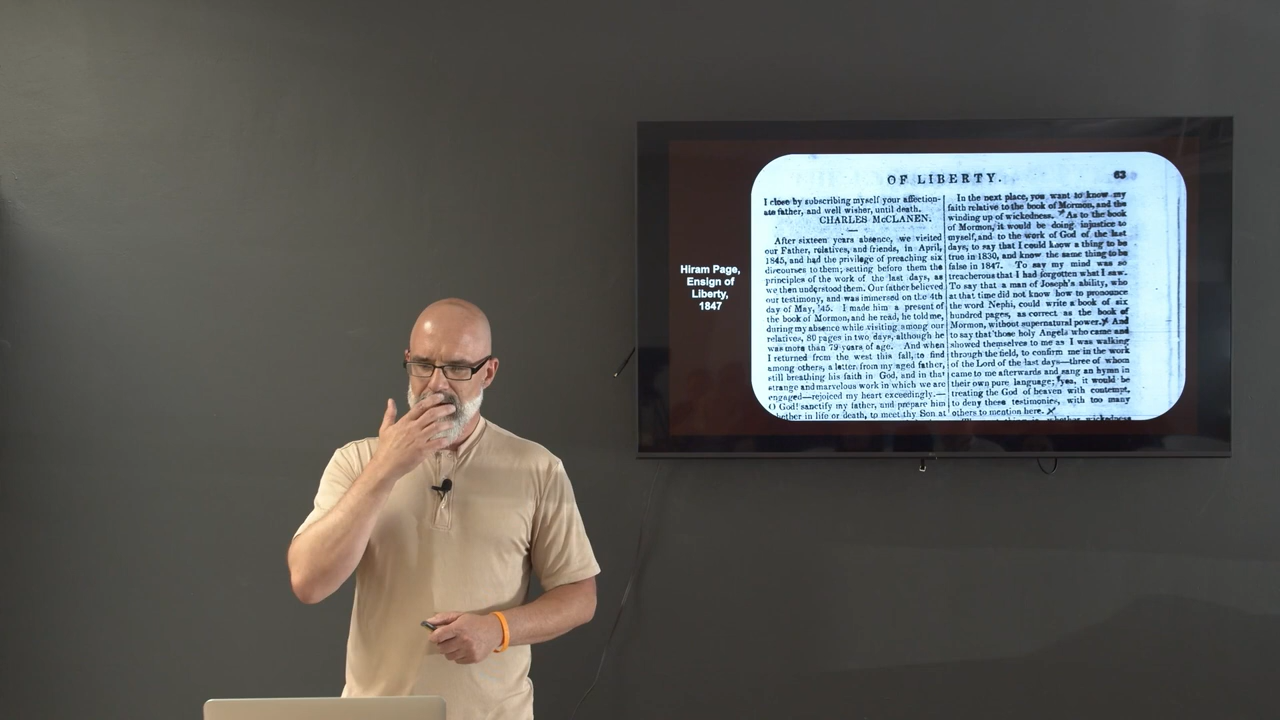 Hiram Page,
Ensign of
Liberty,
1847
OF LIBERTY.
63
I close by subscribing myself your affection-
ate father, and well wisher, until death.
CHARLES McCLANEN.
After sixteen years absence, we visited
our Father, relatives, and friends, in April,
1845, and had the privilege of preaching six
discourses to them; setting before them the
principles of the work of the last days, as
we then understood them. Our father believed
our testimony, and was immersed on the 4th
day of May, '45. I made him a present of
the book of Mormon, and he read, he told me,
during my absence while visiting among our
relatives, 80 pages in two days, although he
was more than 79 years of age. And when
I returned from the west this fall, to find
among others, a letter from my aged father,
still breathing his faith in God, and in that
strange and marvelous work in which we are
engaged—rejoiced my heart exceedingly.—
O God! sanctify my father, and prepare him
whether in life or death, to meet thy Son at
In the next place, you want to know my
faith relative to the book of Mormon, and the
winding up of wickedness. As to the book
of Mormon, it would be doing injustice to
myself, and to the work of God of the last
days, to say that I could know a thing to be
true in 1830, and know the same thing to be
false in 1847. To say my mind was so
treacherous that I had forgotten what I saw.
To say that a man of Joseph's ability, who
at that time did not know how to pronounce
the word Nephi, could write a book of six
hundred pages, as correct as the book of
Mormon, without supernatural power. And
to say that those holy Angels who came and
showed themselves to me as I was walking
through the field, to confirm me in the work
of the Lord of the last days—three of whom
came to me afterwards and sang an hymn in
their own pure language; yea, it would be
treating the God of heaven with contempt,
to deny these testimonies, with too many
others to mention here.